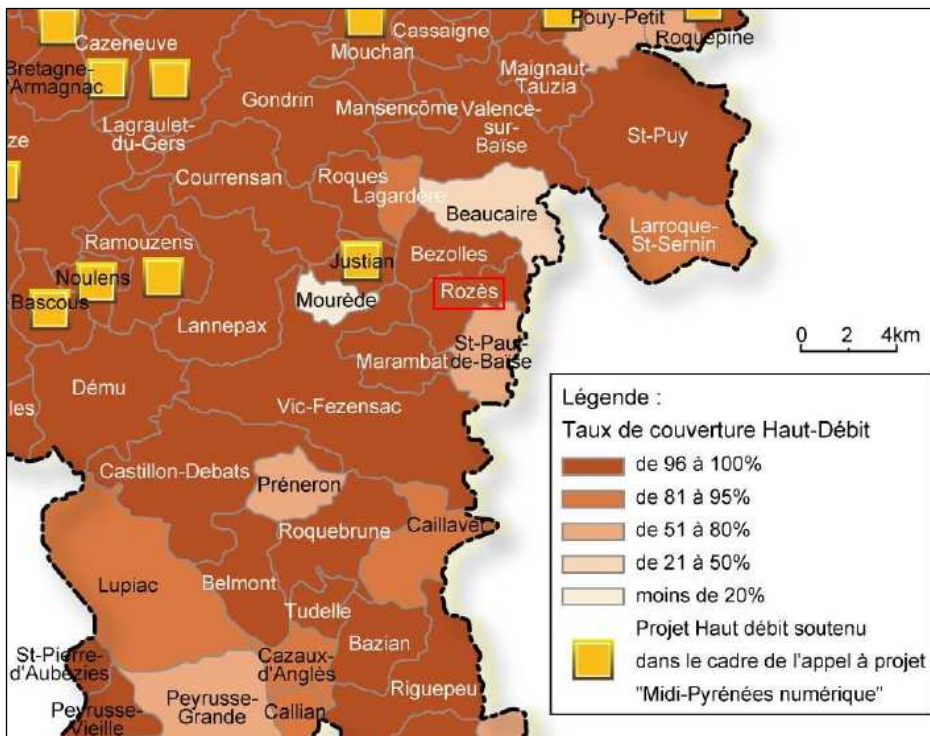 Cazeneuve
Cassaigne
Pouy-Petit
Roquepine
Mouchan
Bretagne-
d'Armagnac
Maignaut-
Tauzia
Gondrin
Mansencôme
Valence-
sur-
Baïse
Lagraulet-
du-Gers
St-Puy
ze
Courrensan
Roques
Lagardère
Beaucaire
Larroque-
St-Sernin
Ramouzens
Bezolles
Justian
Noulens
Rozès
Bascous
Mourède
Lannepax
St-Paul-
de-Baïse
Marambat
0 2 4km
Dému
les
Vic-Fezensac
Légende :
Taux de couverture Haut-Débit
de 96 à 100%
de 81 à 95%
de 51 à 80%
de 21 à 50%
moins de 20%
Projet Haut débit soutenu
dans le cadre de l'appel à projet
"Midi-Pyrénées numérique"
Castillon-Debats
Préneron
Roquebrune
Caillavet
Lupiac
Belmont
Tudelle
Bazian
St-Pierre-
d'Aubézies
Cazaux-
d'Anglès
Riguepeu
Peyrusse-
Grande
Callian
Peyrusse-
Vieille